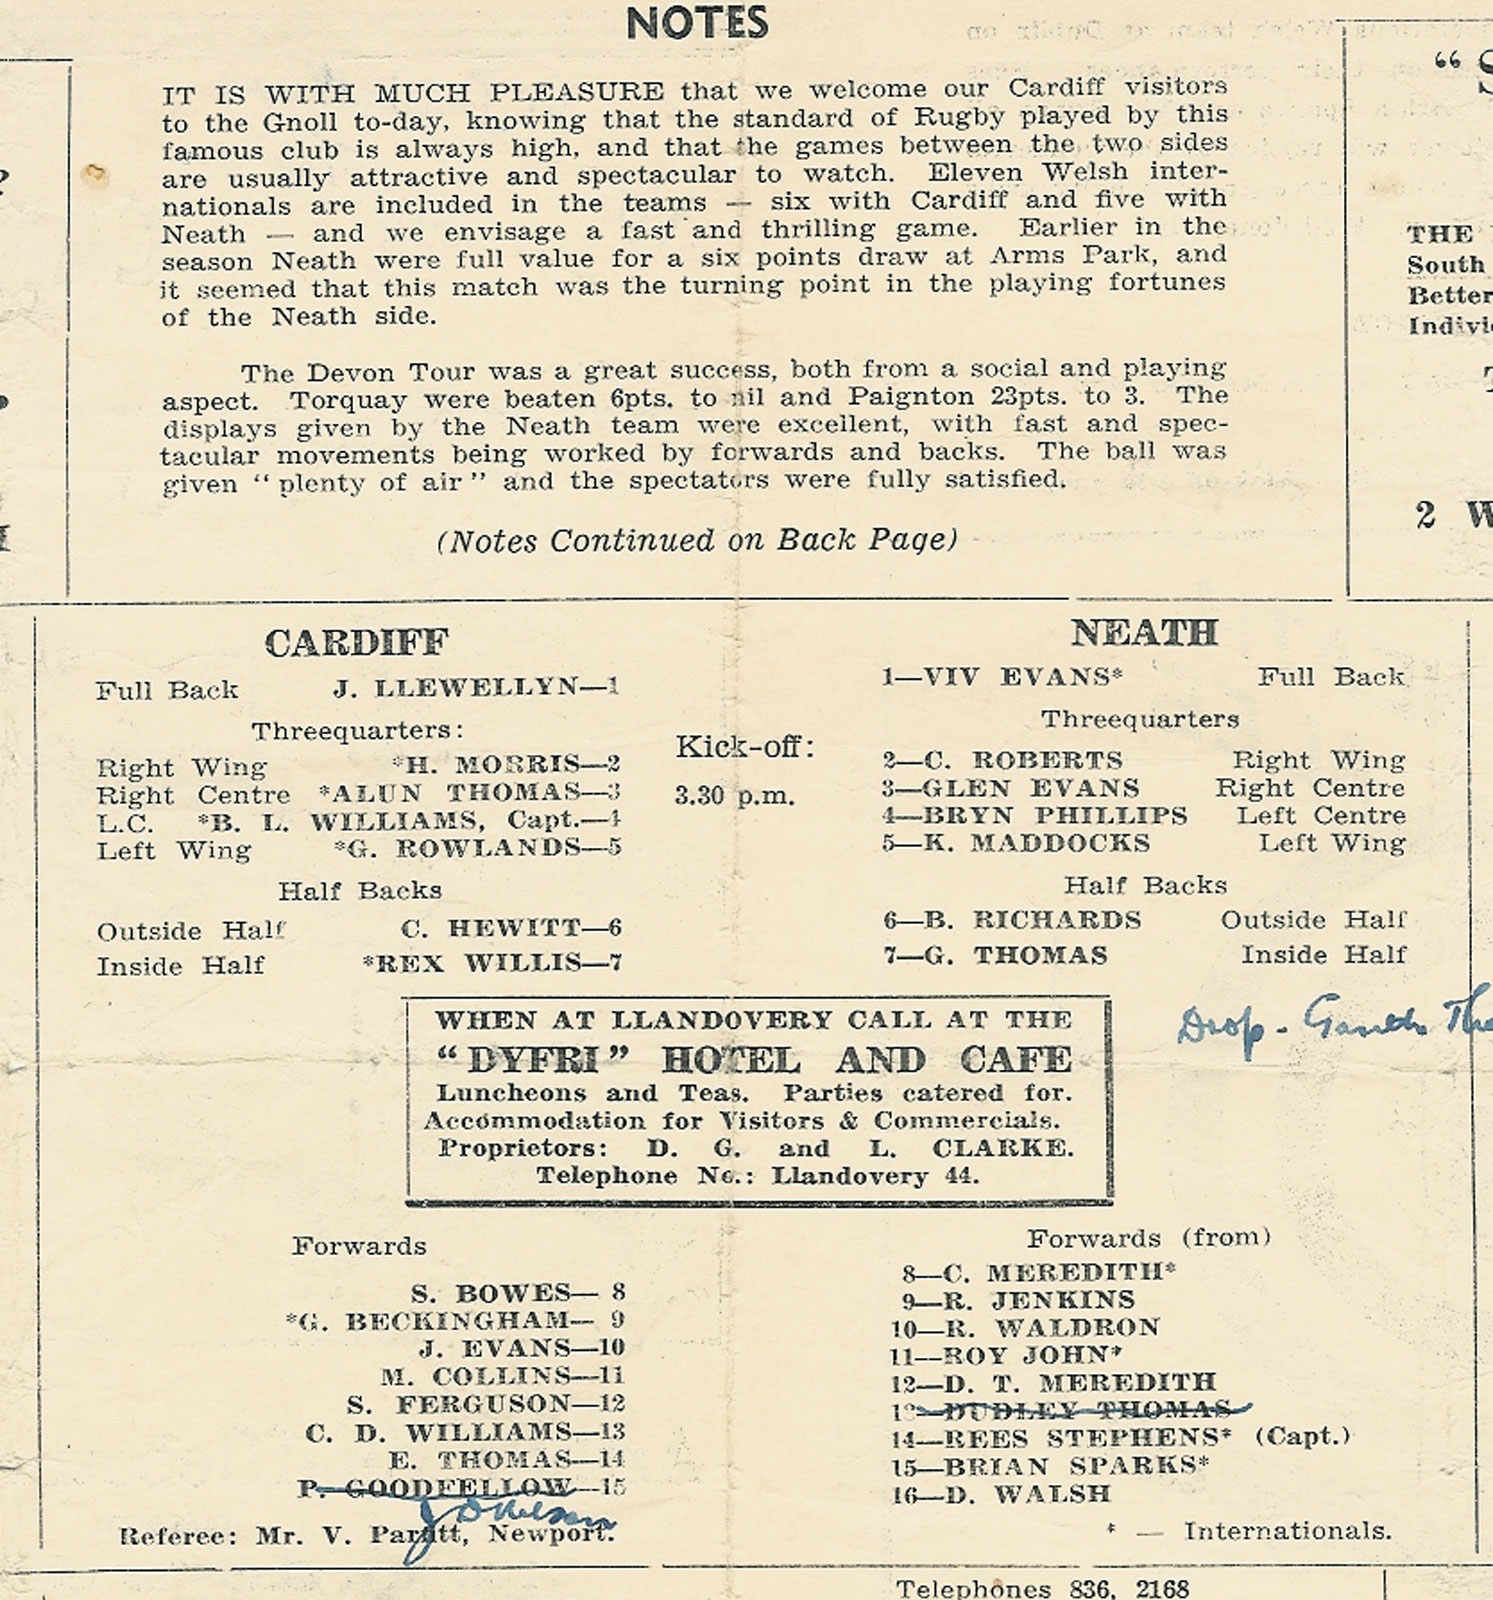 NOTES
IT IS WITH MUCH PLEASURE that we welcome our Cardiff visitors
to the Gnoll to-day, knowing that the standard of Rugby played by this
famous club is always high, and that the games between the two sides
are usually attractive and spectacular to watch. Eleven Welsh inter-
nationals are included in the teams — six with Cardiff and five with
Neath — and we envisage a fast and thrilling game. Earlier in the
season Neath were full value for a six points draw at Arms Park, and
it seemed that this match was the turning point in the playing fortunes
of the Neath side.
The Devon Tour was a great success, both from a social and playing
aspect. Torquay were beaten 6pts. to nil and Paignton 23pts. to 3. The
displays given by the Neath team were excellent, with fast and spec-
tacular movements being worked by forwards and backs. The ball was
given “plenty of air” and the spectators were fully satisfied.
(Notes Continued on Back Page)
THE
South
Better
2 W
CARDIFF
Full Back J. LLEWELLYN—1
Threequarters:
Right Wing *H. MORRIS—2
Right Centre *ALUN THOMAS—3
L.C. *B. L. WILLIAMS, Capt.—4
Left Wing *G. ROWLANDS—5
Half Backs
Outside Half C. HEWITT—6
Inside Half *REX WILLIS—7
Kick-off:
3.30 p.m.
NEATH
1—VIV EVANS* Full Back
Threequarters
2—C. ROBERTS Right Wing
3—GLEN EVANS Right Centre
4—BRYN PHILLIPS Left Centre
5—K. MADDOCKS Left Wing
Half Backs
6—B. RICHARDS Outside Half
7—G. THOMAS Inside Half
Drop -
WHEN AT LLANDOVERY CALL AT THE
“DYFRI” HOTEL AND CAFE
Luncheons and Teas. Parties catered for.
Accommodation for Visitors & Commercials.
Proprietors: D. G. and L. CLARKE.
Telephone No.: Llandovery 44.
Forwards
S. BOWES— 8
*G. BECKINGHAM— 9
J. EVANS—10
M. COLLINS—11
S. FERGUSON—12
C. D. WILLIAMS—13
E. THOMAS—14
P. GOODFELLOW—15
Referee: Mr. V. Parfitt, Newport.
Forwards (from)
8—C. MEREDITH*
9—R. JENKINS
10—R. WALDRON
11—ROY JOHN*
12—D. T. MEREDITH
13—DUDLEY THOMAS
14—REES STEPHENS* (Capt.)
15—BRIAN SPARKS*
16—D. WALSH
* — Internationals.
Telephones 836, 2168